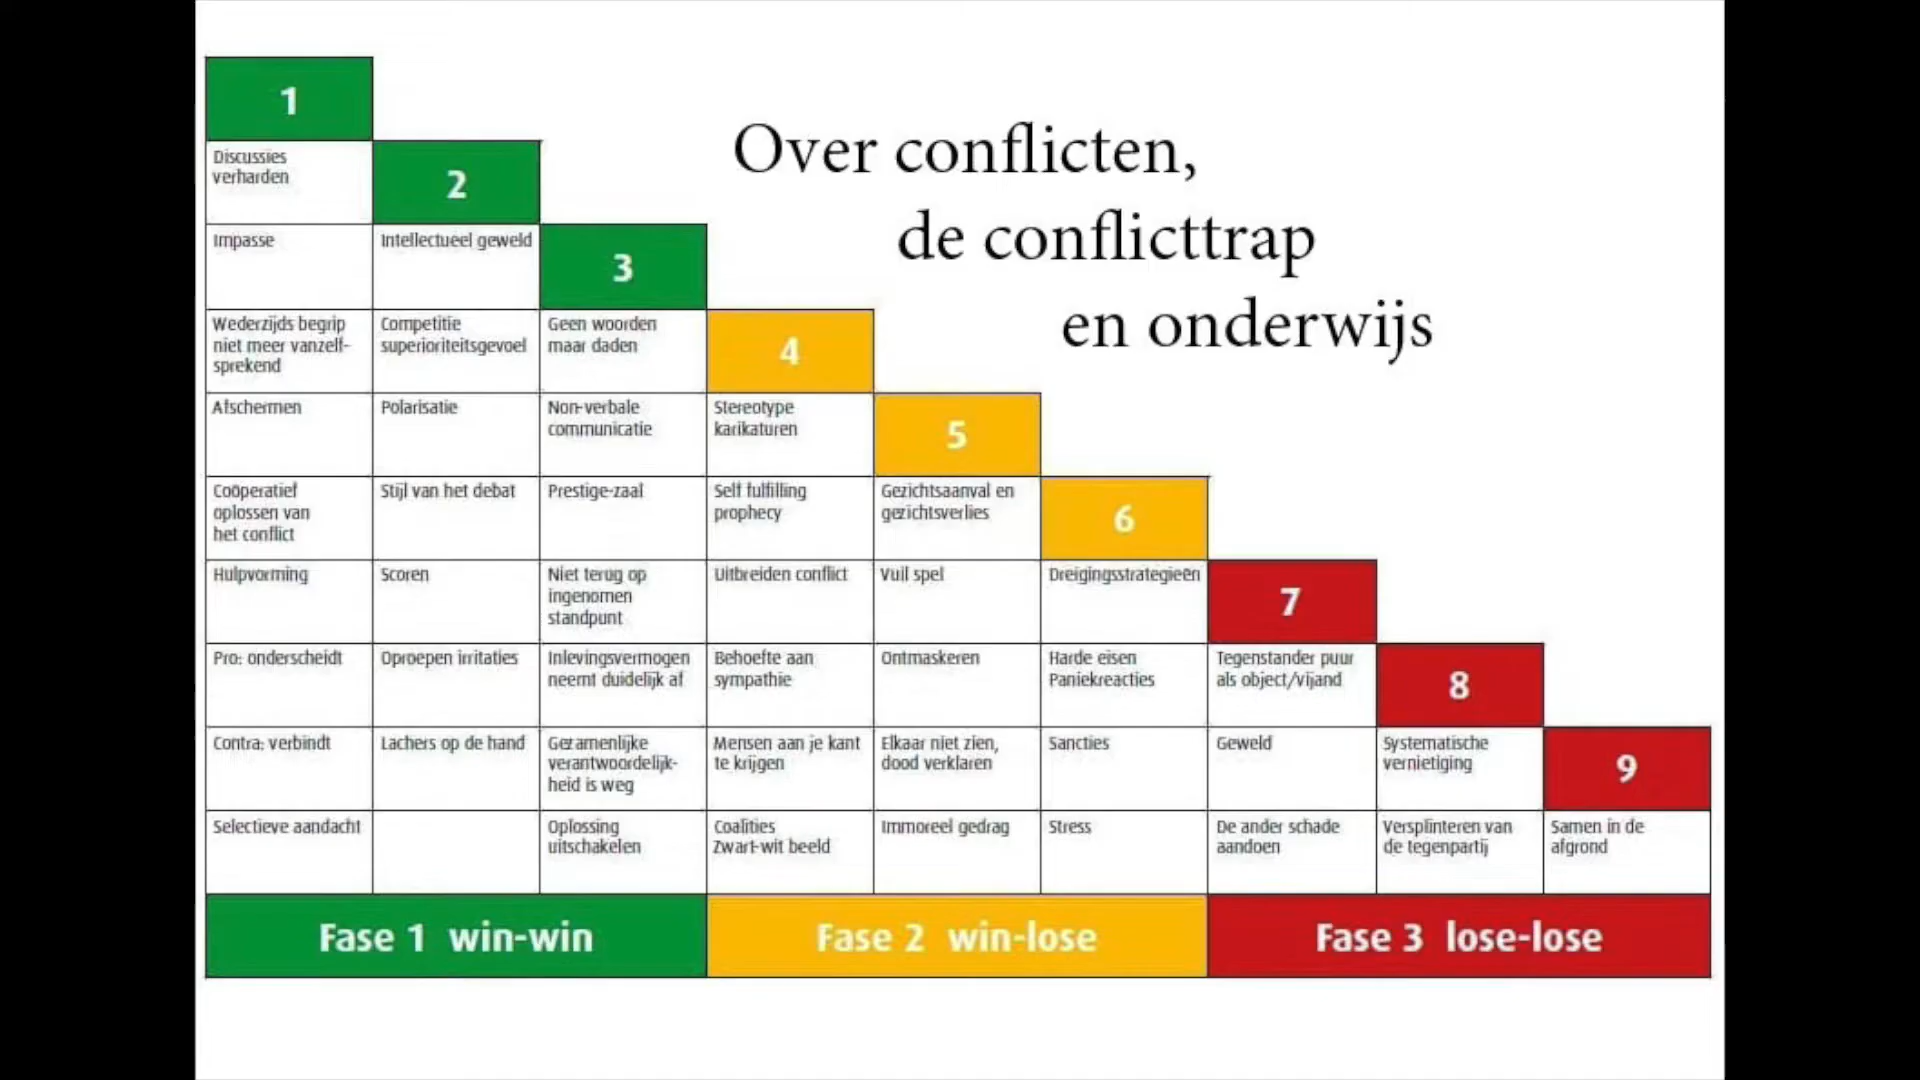 Over conflicten,
de conflicttrap
en onderwijs
1
Discussies
verharden
Impasse
Wederzijds begrip
niet meer vanzelf-
sprekend
Afschermen
Coöperatief
oplossen van
het conflict
Hulpvorming
Pro: onderscheidt
Contra: verbindt
Selectieve aandacht
2
Intellectueel geweld
Competitie
superioriteitsgevoel
Polarisatie
Stijl van het debat
Scoren
Oproepen irritaties
Lachers op de hand
3
Geen woorden
maar daden
Non-verbale
communicatie
Prestige-zaal
Niet terug op
ingenomen
standpunt
Inlevingsvermogen
neemt duidelijk af
Gezamenlijke
verantwoordelijk-
heid is weg
Oplossing
uitschakelen
4
Stereotype
karikaturen
Self fulfilling
prophecy
Uitbreiden conflict
Behoefte aan
sympathie
Mensen aan je kant
te krijgen
Coalities
Zwart-wit beeld
5
Gezichtsaanval en
gezichtsverlies
Vuil spel
Ontmaskeren
Elkaar niet zien,
dood verklaren
Immoreel gedrag
6
Dreigingsstrategieën
Harde eisen
Paniekreacties
Sancties
Stress
7
Tegenstander puur
als object/vijand
Geweld
De ander schade
aandoen
8
Systematische
vernietiging
Versplinteren van
de tegenpartij
9
Samen in de
afgrond
Fase 1 win-win
Fase 2 win-lose
Fase 3 lose-lose